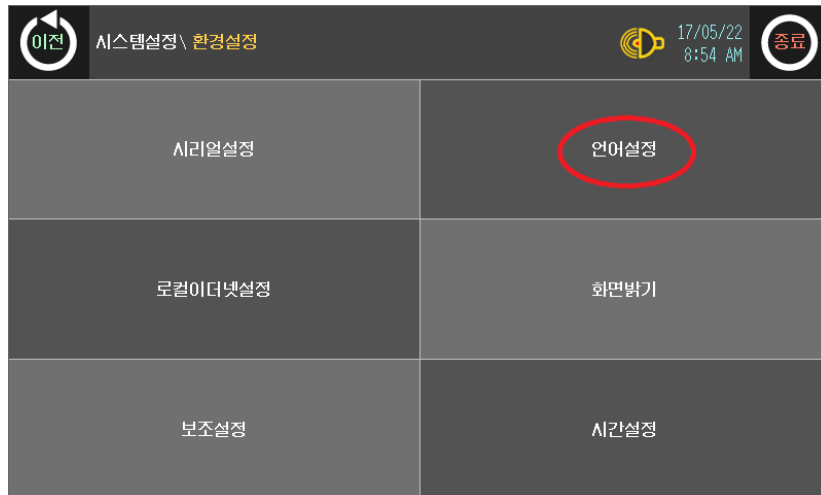 이전
시스템설정\ 환경설정
17/05/22
8:54 AM
종료
시리얼설정
언어설정
로컬이더넷설정
화면밝기
보조설정
시간설정